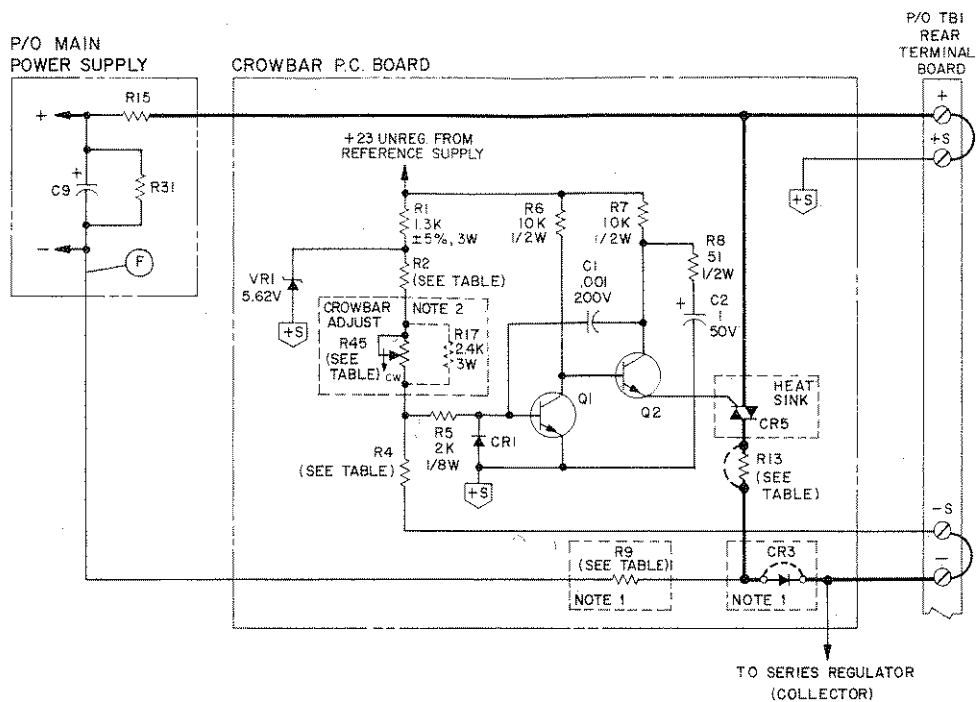 P/O MAIN
POWER SUPPLY
R15
+
+
C9
R31
-
F
CROWBAR P.C. BOARD
+23 UNREG. FROM
REFERENCE SUPPLY
R1
1.3K
±5%, 3W
R6
10K
1/2W
R7
10K
1/2W
R8
51
1/2W
C1
.001
200V
+
C2
1
50V
VR1
5.62V
+S
R2
(SEE TABLE)
CROWBAR
ADJUST
NOTE 2
R45
(SEE
TABLE)
CW
R17
2.4K
3W
R4
(SEE TABLE)
R5
2K
1/8W
CR1
+S
Q1
Q2
HEAT
SINK
CR5
R13
(SEE
TABLE)
R9
(SEE TABLE)
NOTE 1
CR3
NOTE 1
P/O TB1
REAR
TERMINAL
BOARD
+
+S
+S
-S
-
TO SERIES REGULATOR
(COLLECTOR)